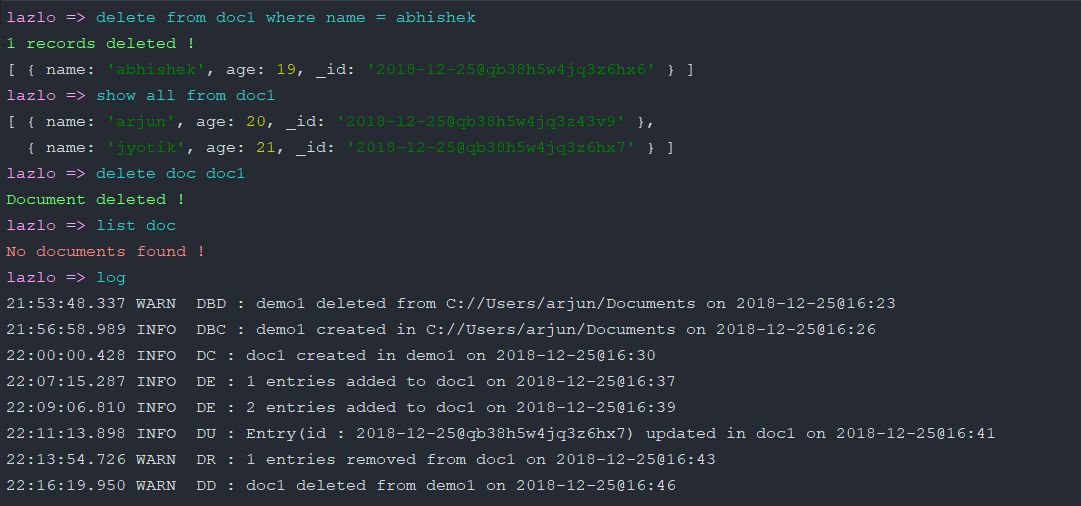 lazlo => delete from doc1 where name = abhishek
1 records deleted !
[ { name: 'abhishek', age: 19, _id: '2018-12-25@qb38h5w4jq3z6hx6' } ]
lazlo => show all from doc1
[ { name: 'arjun', age: 20, _id: '2018-12-25@qb38h5w4jq3z43v9' },
  { name: 'jyotik', age: 21, _id: '2018-12-25@qb38h5w4jq3z6hx7' } ]
lazlo => delete doc doc1
Document deleted !
lazlo => list doc
No documents found !
lazlo => log
21:53:48.337 WARN  DBD : demo1 deleted from C://Users/arjun/Documents on 2018-12-25@16:23
21:56:58.989 INFO  DBC : demo1 created in C://Users/arjun/Documents on 2018-12-25@16:26
22:00:00.428 INFO  DC : doc1 created in demo1 on 2018-12-25@16:30
22:07:15.287 INFO  DE : 1 entries added to doc1 on 2018-12-25@16:37
22:09:06.810 INFO  DE : 2 entries added to doc1 on 2018-12-25@16:39
22:11:13.898 INFO  DU : Entry(id : 2018-12-25@qb38h5w4jq3z6hx7) updated in doc1 on 2018-12-25@16:41
22:13:54.726 WARN  DR : 1 entries removed from doc1 on 2018-12-25@16:43
22:16:19.950 WARN  DD : doc1 deleted from demo1 on 2018-12-25@16:46